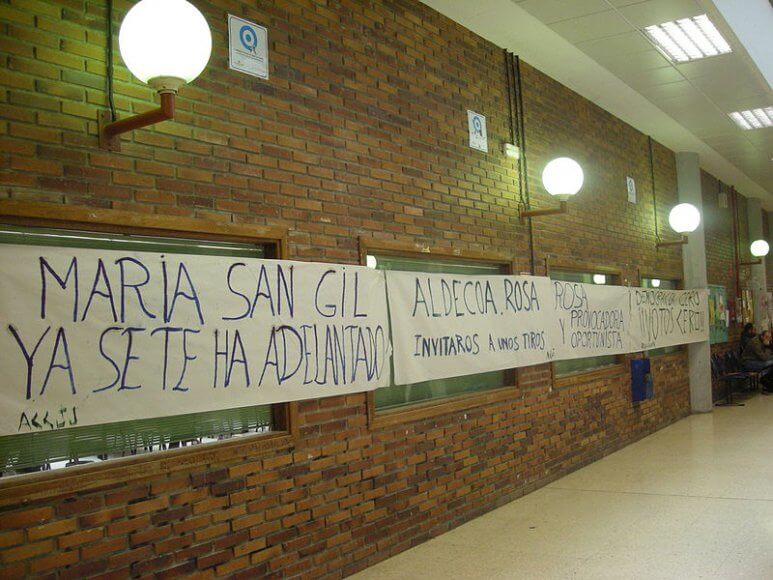 MARIA SAN GIL
YA SE TE HA ADELANTADO
ALDECOA. ROSA
INVITAROS A UNOS TIROS
ROSA
PROVOCADORA
Y OPORTUNISTA
DEMOCRACIA CERO
¡VOTOS CERO!